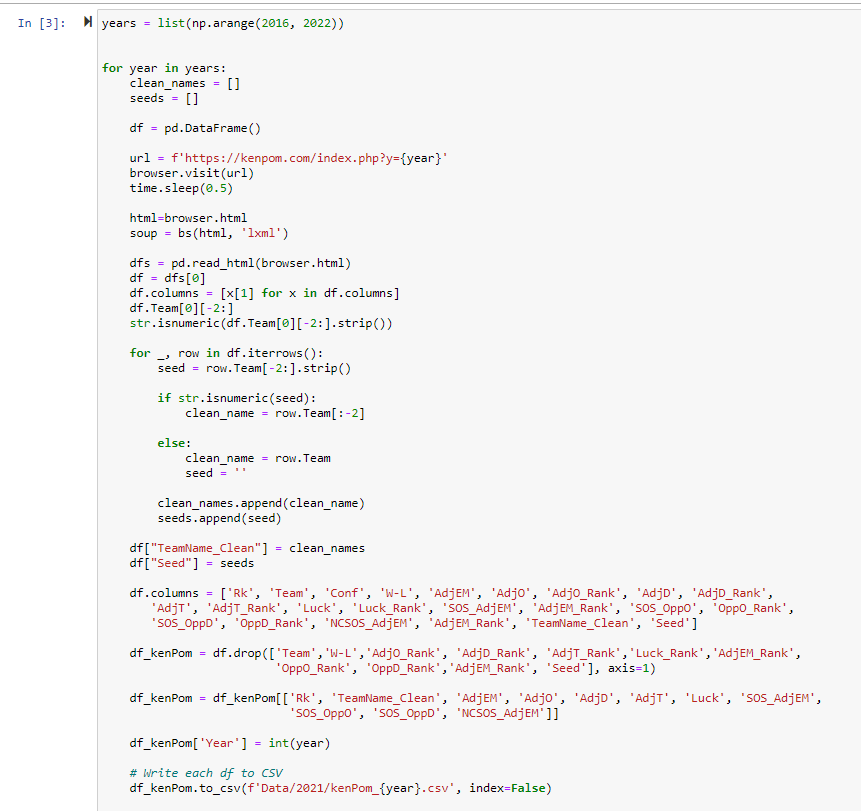 In [3]: years = list(np.arange(2016, 2022))
for year in years:
    clean_names = []
    seeds = []
    df = pd.DataFrame()
    url = f'https://kenpom.com/index.php?y={year}'
    browser.visit(url)
    time.sleep(0.5)
    html=browser.html
    soup = bs(html, 'lxml')
    dfs = pd.read_html(browser.html)
    df = dfs[0]
    df.columns = [x[1] for x in df.columns]
    df.Team[0][-2:]
    str.isnumeric(df.Team[0][-2:].strip())
    for _, row in df.iterrows():
        seed = row.Team[-2:].strip()
        if str.isnumeric(seed):
            clean_name = row.Team[:-2]
        else:
            clean_name = row.Team
            seed = ''
        clean_names.append(clean_name)
        seeds.append(seed)
    df["TeamName_Clean"] = clean_names
    df["Seed"] = seeds
    df.columns = ['Rk', 'Team', 'Conf', 'W-L', 'AdjEM', 'AdjO', 'AdjO_Rank', 'AdjD', 'AdjD_Rank',
       'AdjT', 'AdjT_Rank', 'Luck', 'Luck_Rank', 'SOS_AdjEM', 'AdjEM_Rank', 'SOS_OppO', 'OppO_Rank',
       'SOS_OppD', 'OppD_Rank', 'NCSOS_AdjEM', 'AdjEM_Rank', 'TeamName_Clean', 'Seed']
    df_kenPom = df.drop(['Team','W-L','AdjO_Rank', 'AdjD_Rank', 'AdjT_Rank','Luck_Rank','AdjEM_Rank',
                         'OppO_Rank', 'OppD_Rank','AdjEM_Rank', 'Seed'], axis=1)
    df_kenPom = df_kenPom[['Rk', 'TeamName_Clean', 'AdjEM', 'AdjO', 'AdjD', 'AdjT', 'Luck', 'SOS_AdjEM',
                           'SOS_OppO', 'SOS_OppD', 'NCSOS_AdjEM']]
    df_kenPom['Year'] = int(year)
    # Write each df to CSV
    df_kenPom.to_csv(f'Data/2021/kenPom_{year}.csv', index=False)